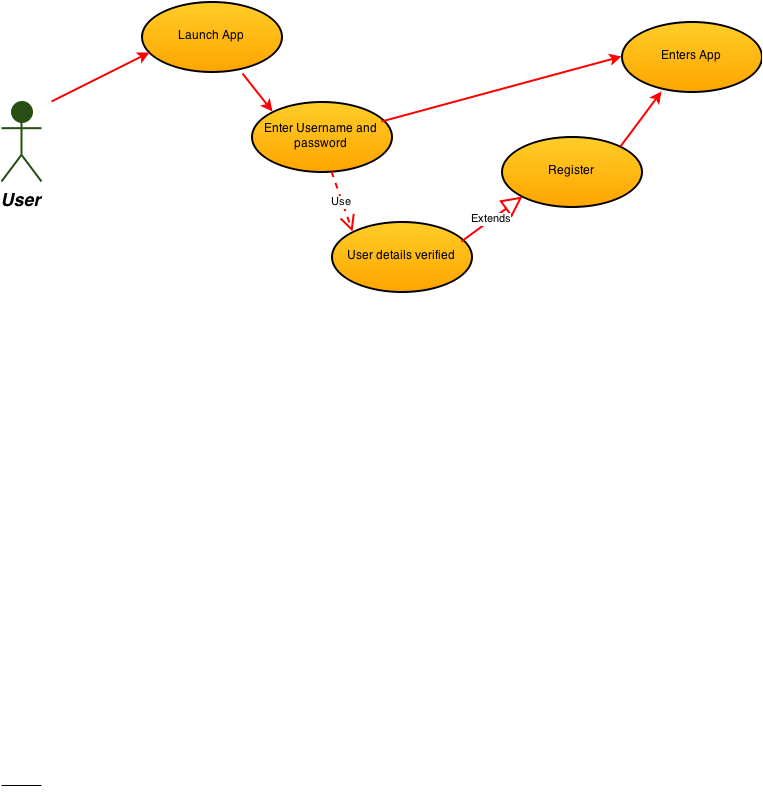 Launch App
Enters App
Enter Username and
password
Register
User
Use
Extends
User details verified